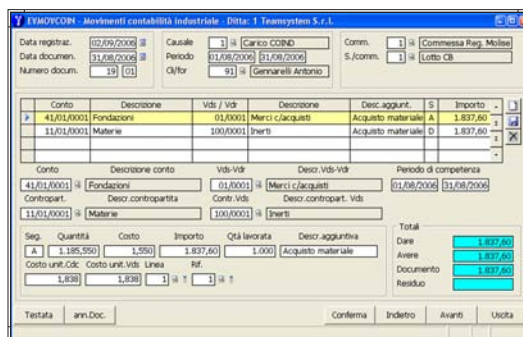 EVMOVCOIN - Movimenti contabilità industriale - Ditta: 1 Teamsystem S.r.l.
Data registraz. 02/09/2006 Causale 1 Carico COIND Comm. 1 Commessa Reg. Molise
Data documen. 31/08/2006 Periodo 01/08/2006 31/08/2006 S./comm. 1 Lotto CB
Numero docum. 19 01 Cli/for 91 Gennarelli Antonio
Conto Descrizione Vds / Vdr Descrizione Desc.aggiunt. S Importo
41/01/0001 Fondazioni 01/0001 Merci c/acquisti Acquisto materiale A 1.837,60
11/01/0001 Materie 100/0001 Inerti Acquisto materiale D 1.837,60
Conto Descrizione conto Vds-Vdr Descr.Vds-Vdr Periodo di competenza
41/01/0001 Fondazioni 01/0001 Merci c/acquisti 01/08/2006 31/08/2006
Contropart. Descr.contropartita Contr.Vds Descr.contropart. Vds
11/01/0001 Materie 100/0001 Inerti
Totali
Seg. Quantità Costo Importo Qtà lavorata Descr.aggiuntiva
A 1.185,550 1,550 1.837,60 1.000 Acquisto materiale
Costo unit.Cdc Costo unit.Vds Linea Rif.
1,838 1,838 1 1
Dare 1.837,60
Avere 1.837,60
Documento 1.837,60
Residuo
Testata ann.Doc. Conferma Indietro Avanti Uscita